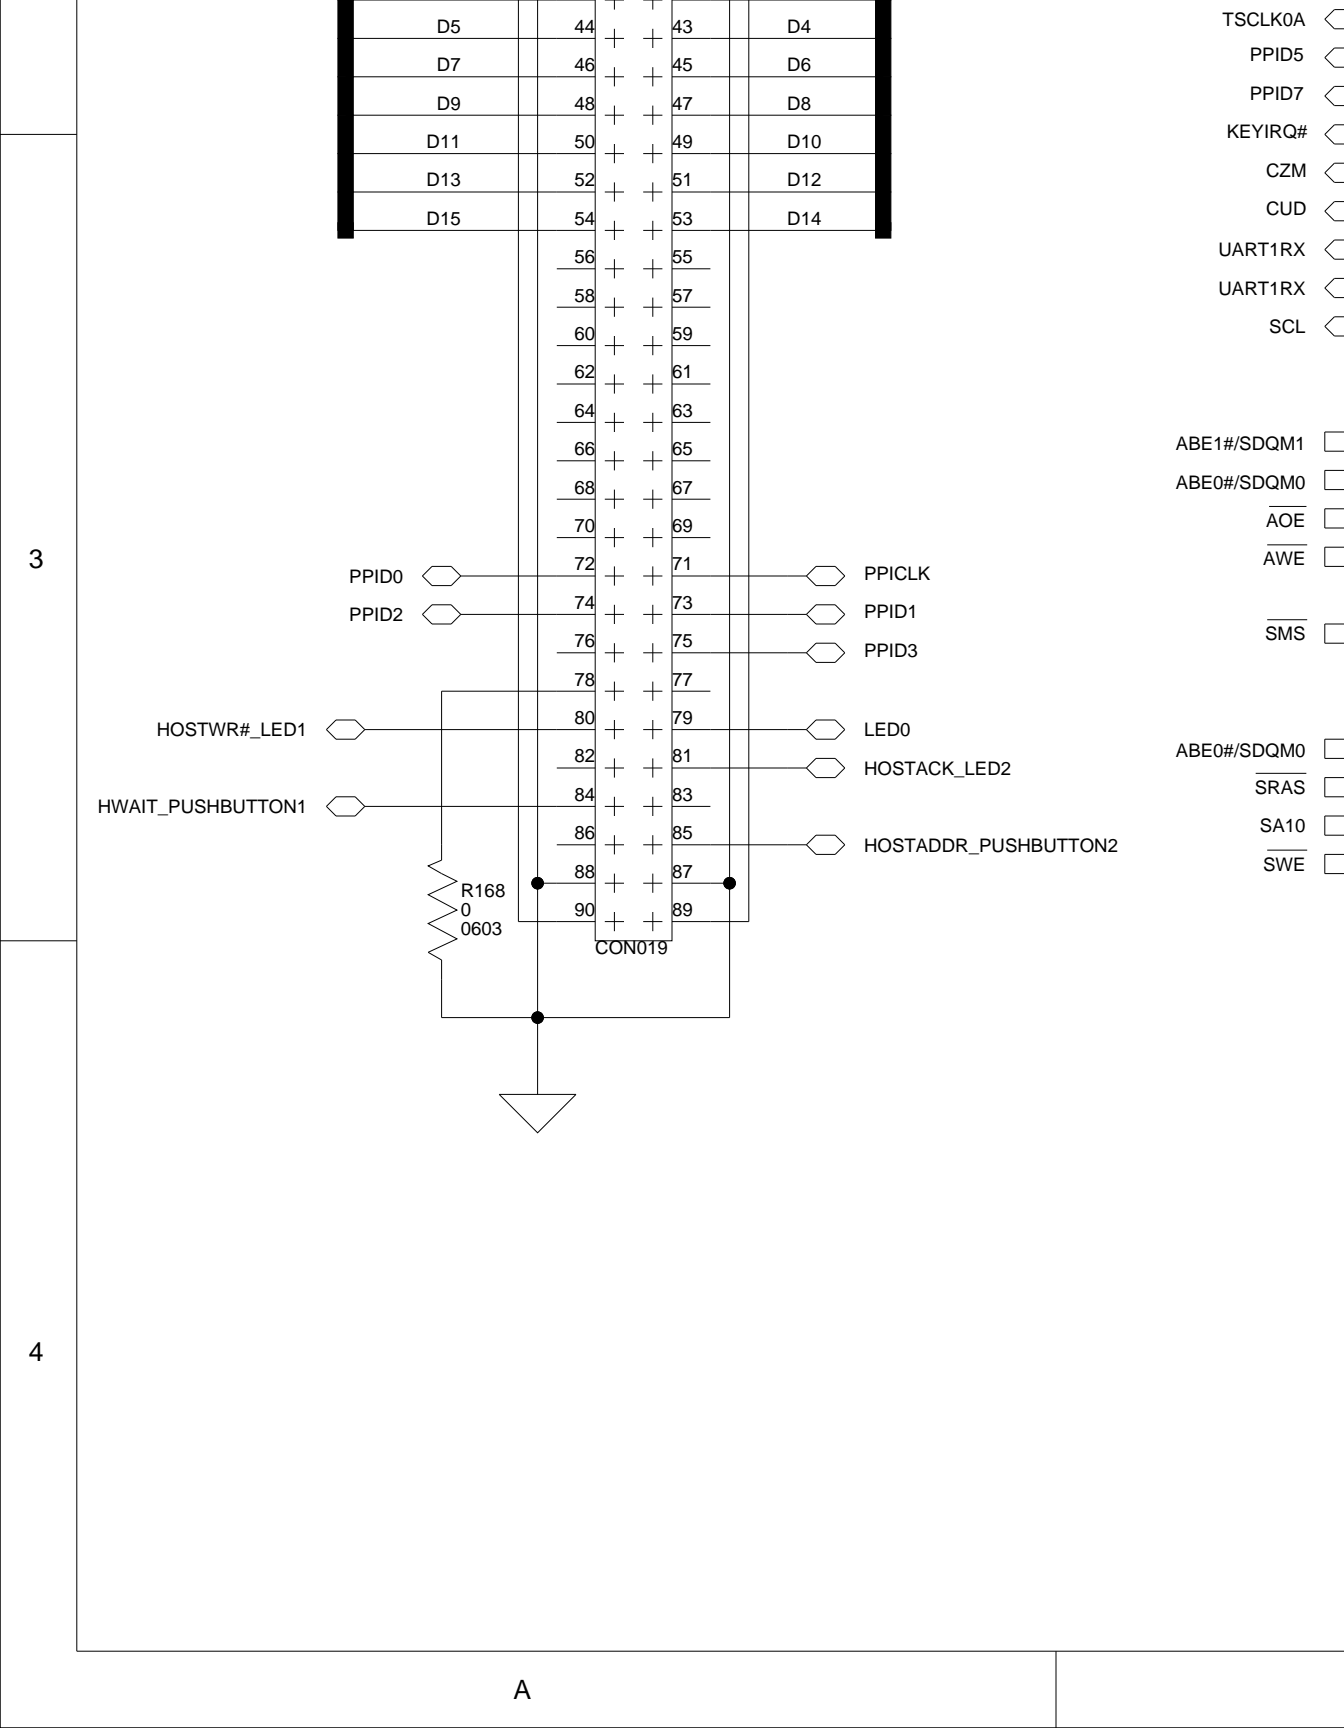 D5 44 43 D4 TSCLK0A
PPID5
D7 46 45 D6
D9 48 47 D8 PPID7
KEYIRQ#
D11 50 49 D10
CZM
D13 52 51 D12
CUD
D15 54 53 D14
UART1RX
56 55
UART1RX
58 57
SCL
60 59
62 61
64 63
ABE1#/SDQM1
66 65
ABE0#/SDQM0
68 67
AOE
70 69
3
AWE
72 71
PPID0 PPICLK
74 73
PPID2 PPID1
SMS
76 75
PPID3
78 77
80 79
HOSTWR#_LED1 LED0
ABE0#/SDQM0
82 81
HOSTACK_LED2
SRAS
84 83
HWAIT_PUSHBUTTON1
SA10
86 85
HOSTADDR_PUSHBUTTON2
SWE
88 87
R168
0
90 89
0603
CON019
4
A